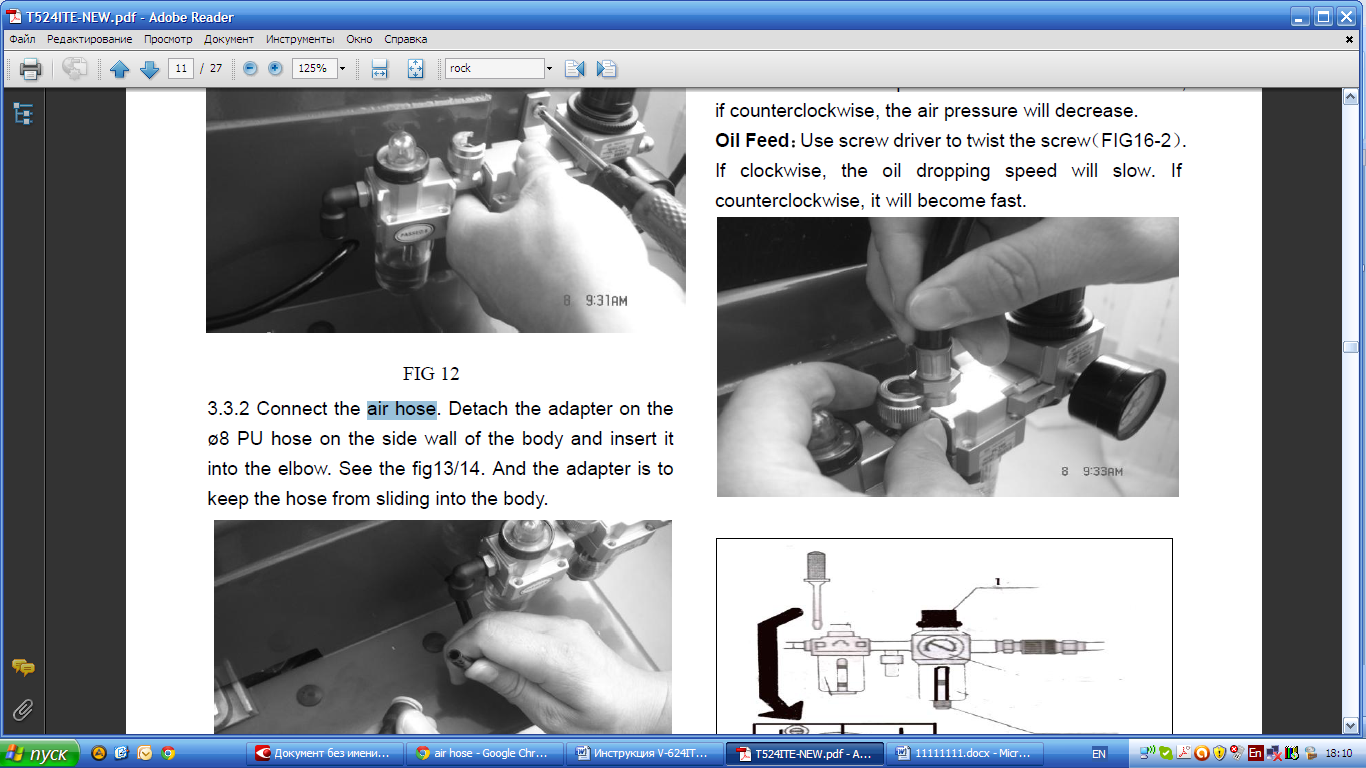 T524ITE-NEW.pdf - Adobe Reader
Файл Редактирование Просмотр Документ Инструменты Окно Справка
11 / 27 125% rock
8 9:31AM
FIG 12
3.3.2 Connect the air hose. Detach the adapter on the
ø8 PU hose on the side wall of the body and insert it
into the elbow. See the fig13/14. And the adapter is to
keep the hose from sliding into the body.
if counterclockwise, the air pressure will decrease.
Oil Feed: Use screw driver to twist the screw(FIG16-2).
If clockwise, the oil dropping speed will slow. If
counterclockwise, it will become fast.
8 9:33AM
1
пуск Документ без имени... air hose - Google Chr... Инструкция V-624IT... T524ITE-NEW.pdf - A... 11111111.docx - Micr... EN En 18:10